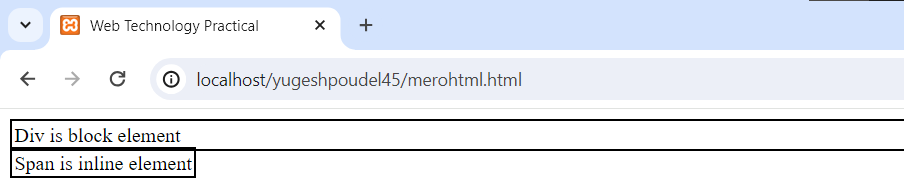 Web Technology Practical
localhost/yugeshpoudel45/merohtml.html
Div is block element
Span is inline element